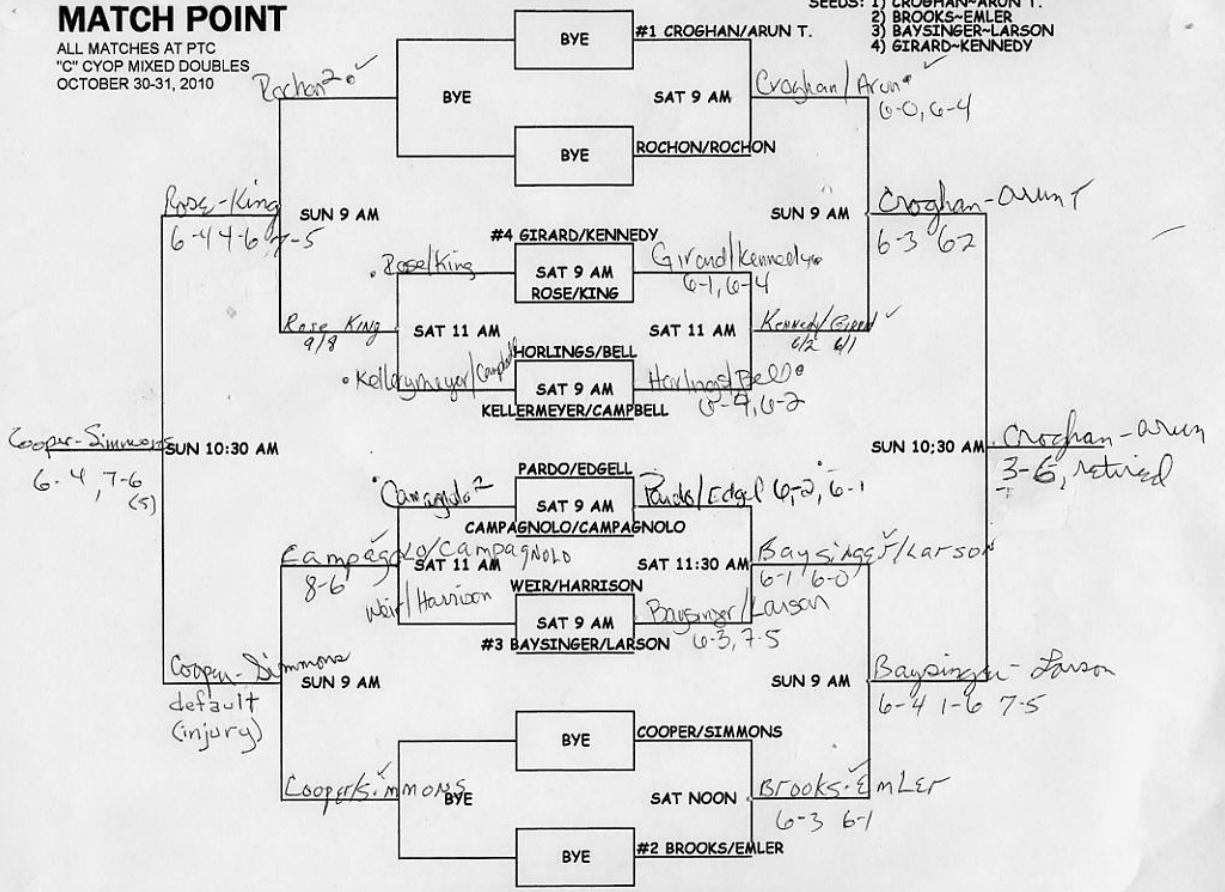 MATCH POINT
ALL MATCHES AT PTC
"C" CYOP MIXED DOUBLES
OCTOBER 30-31, 2010
SEEDS: 1) CROGHAN~ARUN T.
2) BROOKS~EMLER
3) BAYSINGER~LARSON
4) GIRARD~KENNEDY
BYE
#1 CROGHAN/ARUN T.
Rochon 2
BYE
SAT 9 AM
Croghan/Arun
6-0, 6-4
BYE
ROCHON/ROCHON
Rose-King
6-4 4-6 7-5
SUN 9 AM
SUN 9 AM
Croghan-Arun T
6-3 6-2
#4 GIRARD/KENNEDY
Rose/King
SAT 9 AM
ROSE/KING
Girard/Kennedy
6-1, 6-4
Rose King
9/8
SAT 11 AM
SAT 11 AM
Kennedy/Girard
6/2 6/1
HORLINGS/BELL
Kellermeyer/Campbell
SAT 9 AM
KELLERMEYER/CAMPBELL
Horlings/Bell
6-4, 6-2
Cooper-Simmons
6-4, 7-6
(5)
SUN 10:30 AM
SUN 10;30 AM
Croghan-Arun
3-6, retired
PARDO/EDGELL
Campagnolo 2
SAT 9 AM
CAMPAGNOLO/CAMPAGNOLO
Pardo/Edgel 6-2, 6-1
Campagnolo/Campagnolo
8-6
SAT 11 AM
SAT 11:30 AM
Baysinger/Larson
6-1 6-0
WEIR/HARRISON
Weir/Harrison
SAT 9 AM
#3 BAYSINGER/LARSON
Baysinger/Larson
6-3, 7-5
Cooper-Simmons
default
(injury)
SUN 9 AM
SUN 9 AM
Baysinger-Larson
6-4 1-6 7-5
BYE
COOPER/SIMMONS
Cooper/Simmons
BYE
SAT NOON
Brooks-Emler
6-3 6-1
BYE
#2 BROOKS/EMLER